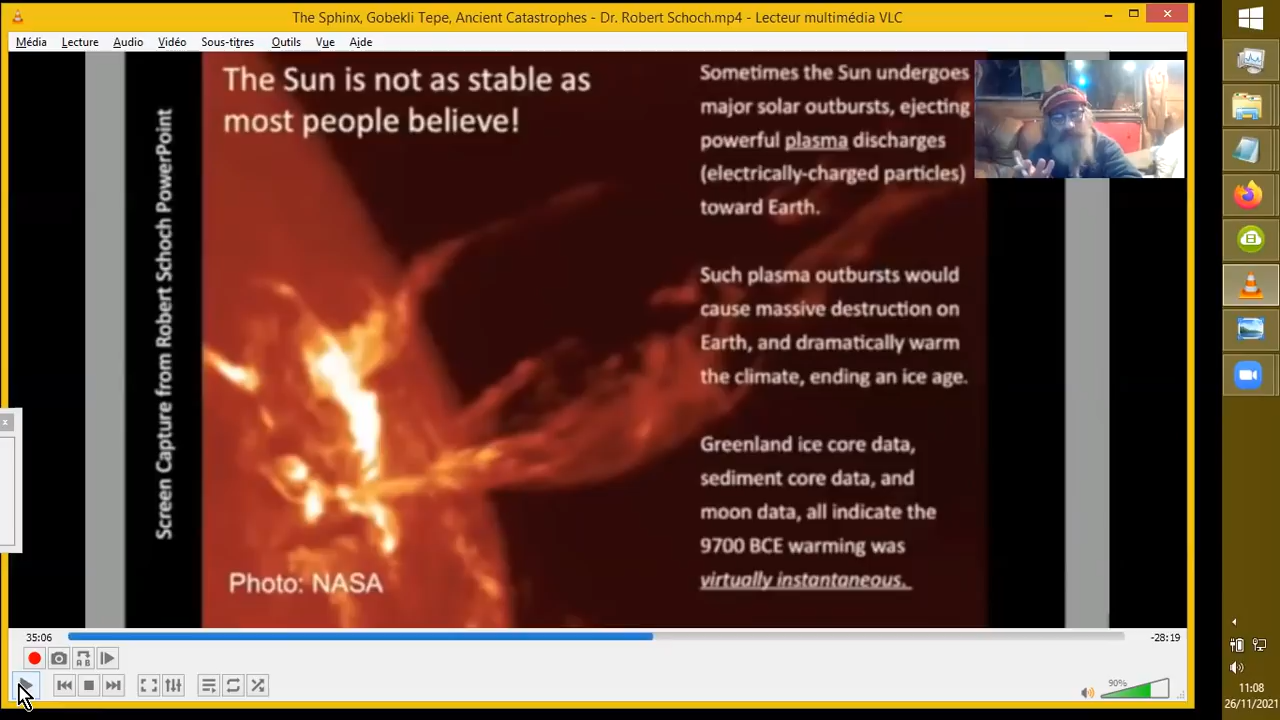 The Sphinx, Gobekli Tepe, Ancient Catastrophes - Dr. Robert Schoch.mp4 - Lecteur multimédia VLC
Média Lecture Audio Vidéo Sous-titres Outils Vue Aide
Screen Capture from Robert Schoch PowerPoint
The Sun is not as stable as
most people believe!
Photo: NASA
Sometimes the Sun undergoes
major solar outbursts, ejecting
powerful plasma discharges
(electrically-charged particles)
toward Earth.
Such plasma outbursts would
cause massive destruction on
Earth, and dramatically warm
the climate, ending an ice age.
Greenland ice core data,
sediment core data, and
moon data, all indicate the
9700 BCE warming was
virtually instantaneous.
35:06
-28:19
90%
11:08
26/11/2021